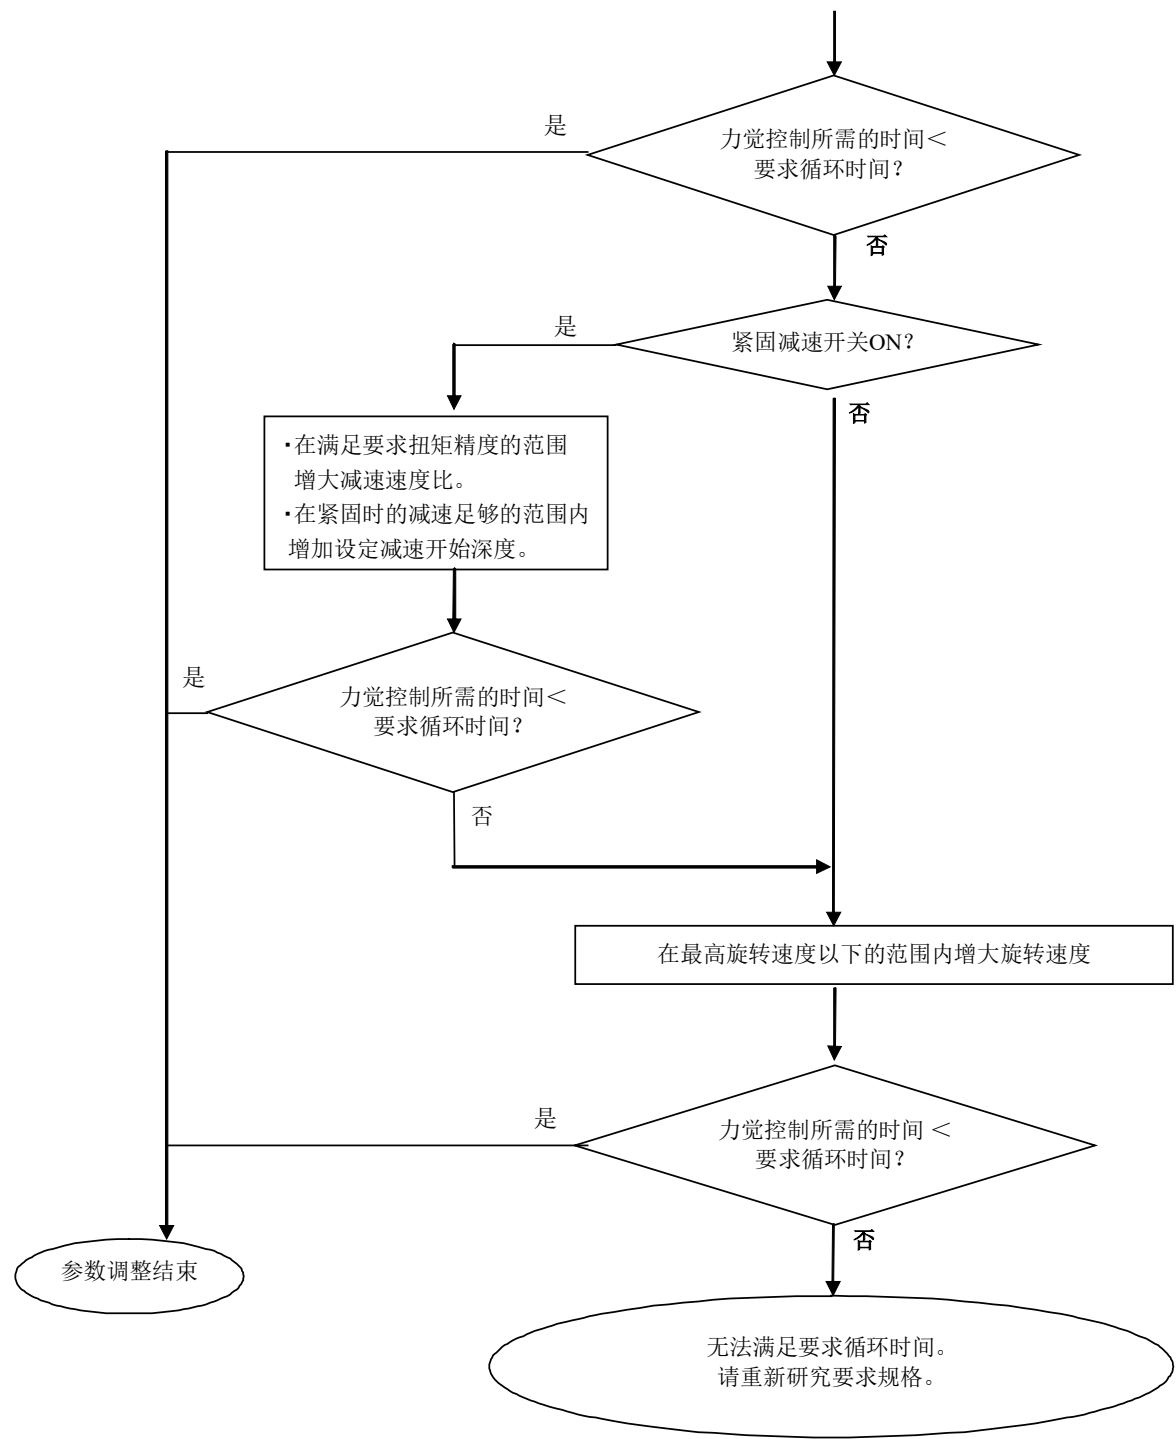 是
力觉控制所需的时间＜
要求循环时间？
否
是
紧固减速开关ON？
否
·在满足要求扭矩精度的范围
增大减速速度比。
·在紧固时的减速足够的范围内
增加设定减速开始深度。
是
力觉控制所需的时间＜
要求循环时间？
否
在最高旋转速度以下的范围内增大旋转速度
是
力觉控制所需的时间 ＜
要求循环时间？
否
参数调整结束
无法满足要求循环时间。
请重新研究要求规格。